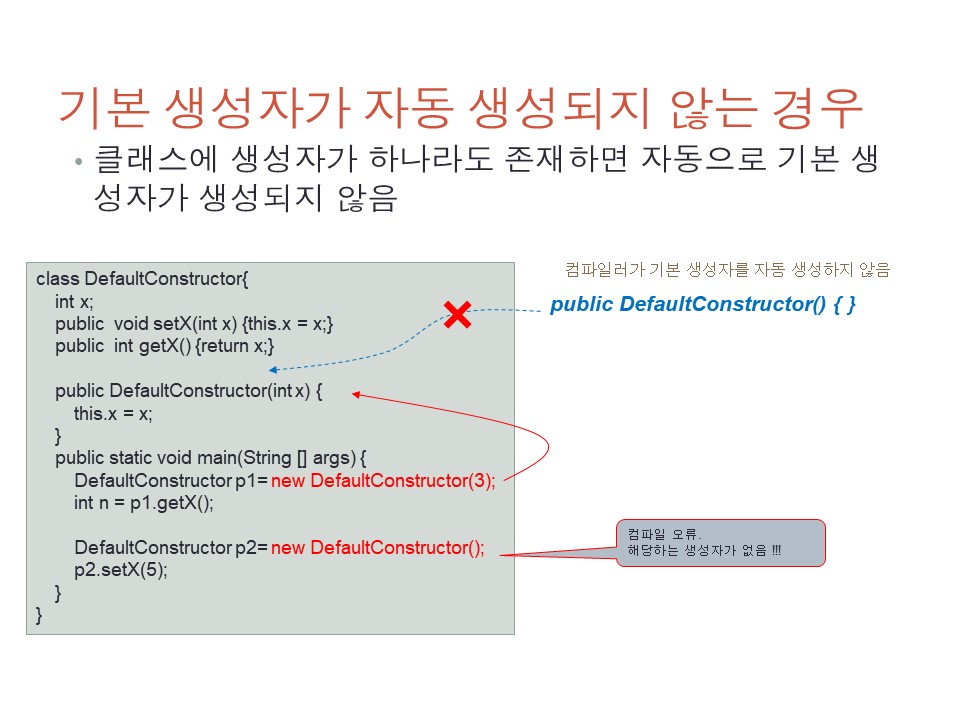 기본 생성자가 자동 생성되지 않는 경우
• 클래스에 생성자가 하나라도 존재하면 자동으로 기본 생
성자가 생성되지 않음
컴파일러가 기본 생성자를 자동 생성하지 않음
public DefaultConstructor() { }
class DefaultConstructor{
int x;
public  void setX(int x) {this.x = x;}
public  int getX() {return x;}
public DefaultConstructor(int x) {
this.x = x;
}
public static void main(String [] args) {
DefaultConstructor p1= new DefaultConstructor(3);
int n = p1.getX();
DefaultConstructor p2= new DefaultConstructor();
p2.setX(5);
}
}
컴파일 오류.
해당하는 생성자가 없음 !!!